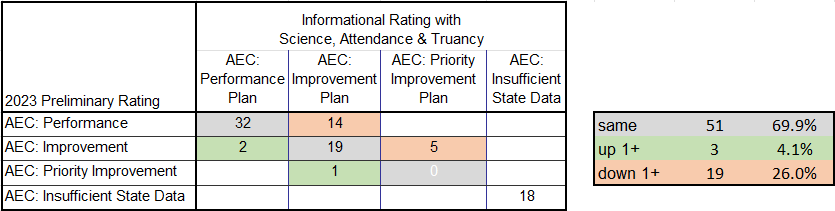 Informational Rating with
Science, Attendance & Truancy
2023 Preliminary Rating
AEC:
Performance
Plan
AEC:
Improvement
Plan
AEC: Priority
Improvement
Plan
AEC:
Insufficient
State Data
AEC: Performance 32 14
AEC: Improvement 2 19 5
AEC: Priority Improvement 1 0
AEC: Insufficient State Data 18
same 51 69.9%
up 1+ 3 4.1%
down 1+ 19 26.0%